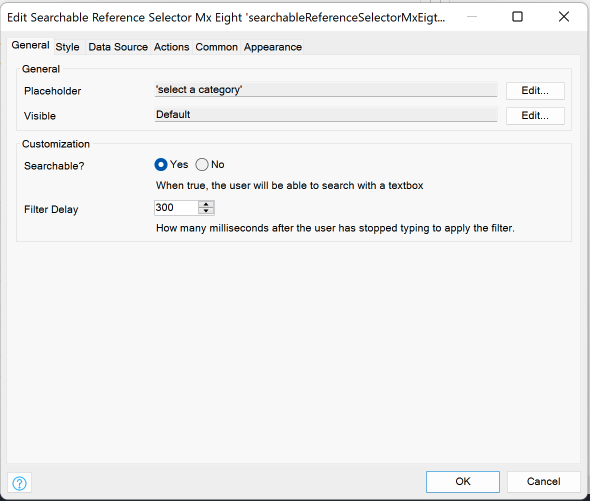 Edit Searchable Reference Selector Mx Eight 'searchableReferenceSelectorMxEigt...
General Style Data Source Actions Common Appearance
General
Placeholder 'select a category' Edit...
Visible Default Edit...
Customization
Searchable? Yes No
When true, the user will be able to search with a textbox
Filter Delay 300
How many milliseconds after the user has stopped typing to apply the filter.
? OK Cancel